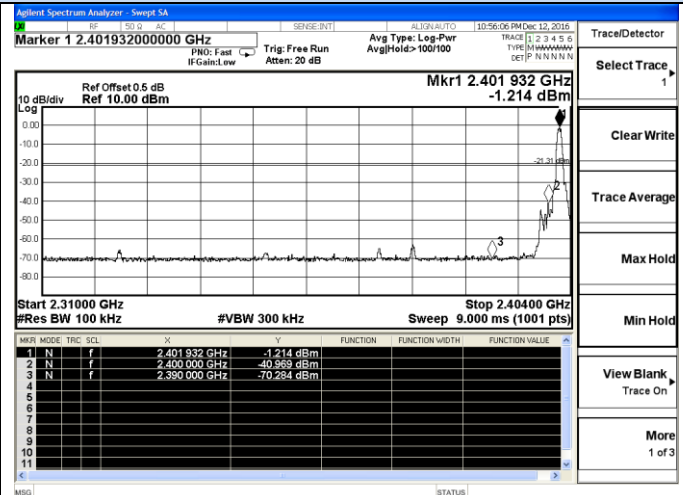 Agilent Spectrum Analyzer - Swept SA
LXI RF 50 Ω AC SENSE:INT ALIGN AUTO 10:56:06 PM Dec 12, 2016
Marker 1 2.401932000000 GHz
PNO: Fast
IFGain:Low
Trig: Free Run
Atten: 20 dB
Avg Type: Log-Pwr
Avg|Hold:>100/100
TRACE 1 2 3 4 5 6
TYPE M W W W W W
DET P N N N N N
Trace/Detector
Select Trace
1
Clear Write
Trace Average
Max Hold
Min Hold
View Blank
Trace On
More
1 of 3
Mkr1 2.401 932 GHz
-1.214 dBm
10 dB/div
Log
Ref Offset 0.5 dB
Ref 10.00 dBm
0.00
-10.0
-20.0
-30.0
-40.0
-50.0
-60.0
-70.0
-80.0
1
-21.31 dBm
2
3
Start 2.31000 GHz
Stop 2.40400 GHz
#Res BW 100 kHz
#VBW 300 kHz
Sweep 9.000 ms (1001 pts)
MKR MODE TRC SCL X Y FUNCTION FUNCTION WIDTH FUNCTION VALUE
1 N f 2.401 932 GHz -1.214 dBm
2 N f 2.400 000 GHz -40.969 dBm
3 N f 2.390 000 GHz -70.284 dBm
4
5
6
7
8
9
10
11
MSG STATUS